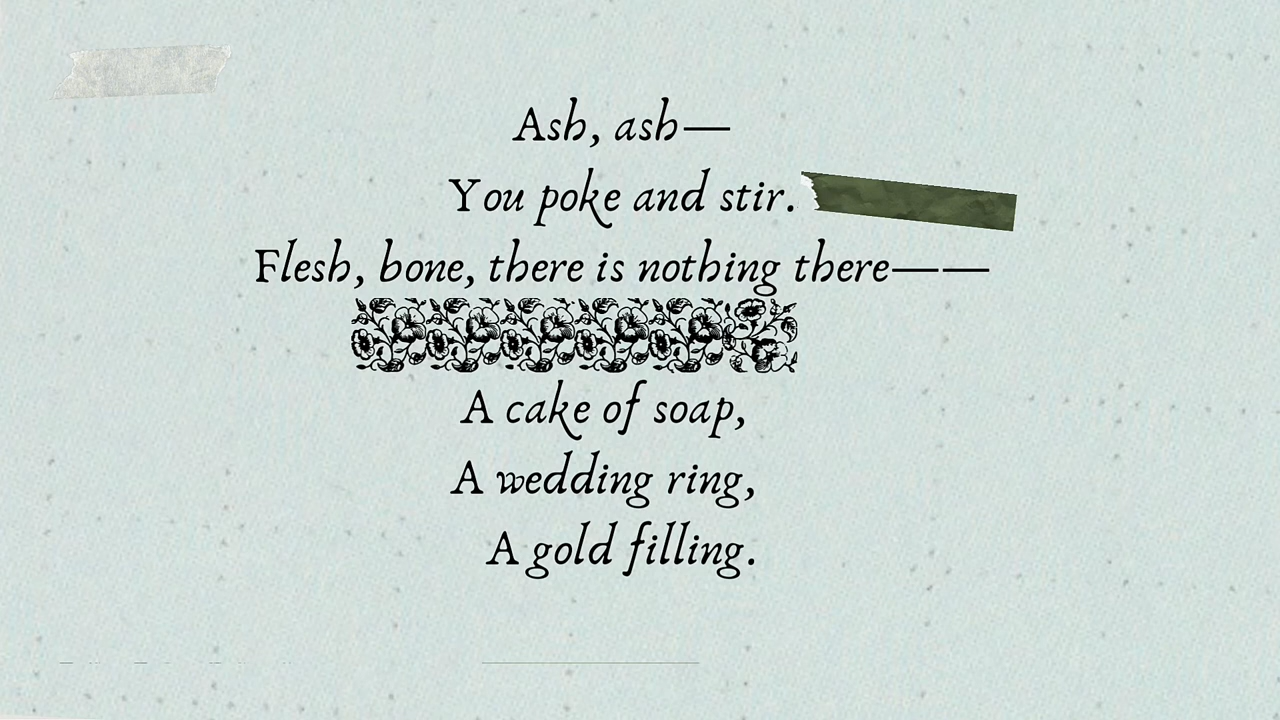 Ash, ash—
You poke and stir.
Flesh, bone, there is nothing there——
A cake of soap,
A wedding ring,
A gold filling.